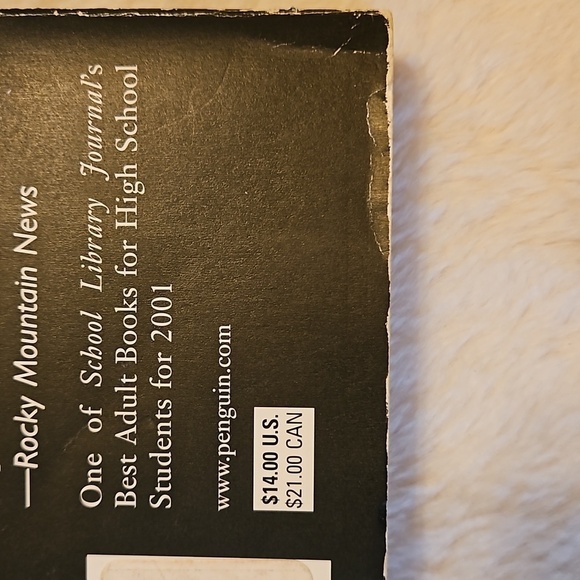 —Rocky Mountain News
One of School Library Journal's
Best Adult Books for High School
Students for 2001
www.penguin.com
$14.00 U.S.
$21.00 CAN